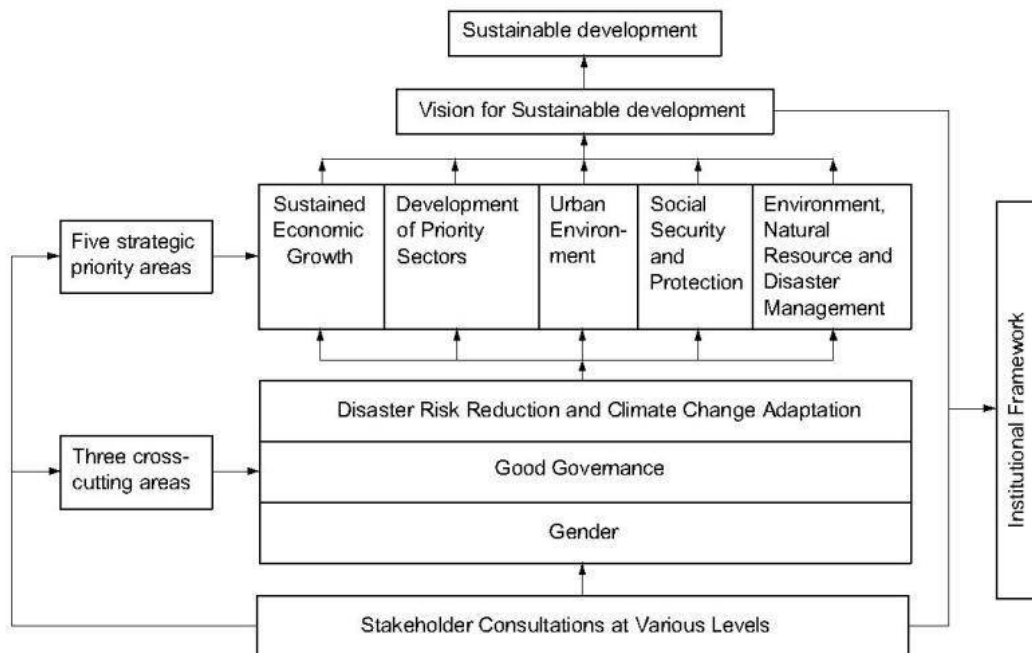 Sustainable development
Vision for Sustainable development
Five strategic
priority areas
Sustained
Economic
Growth
Development
of Priority
Sectors
Urban
Environ-
ment
Social
Security
and
Protection
Environment,
Natural
Resource and
Disaster
Management
Institutional Framework
Disaster Risk Reduction and Climate Change Adaptation
Three cross-
cutting areas
Good Governance
Gender
Stakeholder Consultations at Various Levels